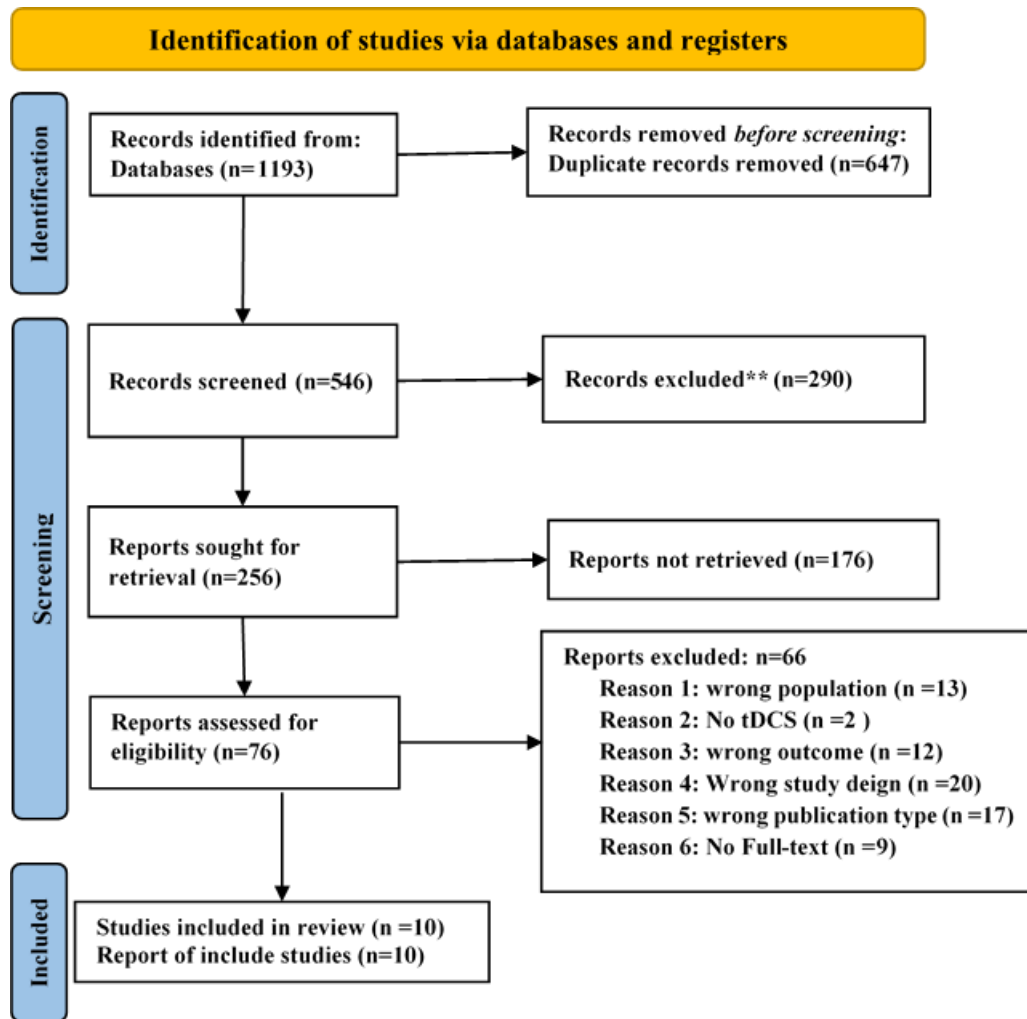 Identification of studies via databases and registers
Identification
Records identified from:
Databases (n=1193)
Records removed before screening:
Duplicate records removed (n=647)
Screening
Records screened (n=546)
Records excluded** (n=290)
Reports sought for
retrieval (n=256)
Reports not retrieved (n=176)
Reports assessed for
eligibility (n=76)
Reports excluded: n=66
Reason 1: wrong population (n =13)
Reason 2: No tDCS (n =2 )
Reason 3: wrong outcome (n =12)
Reason 4: Wrong study deign (n =20)
Reason 5: wrong publication type (n =17)
Reason 6: No Full-text (n =9)
Included
Studies included in review (n =10)
Report of include studies (n=10)